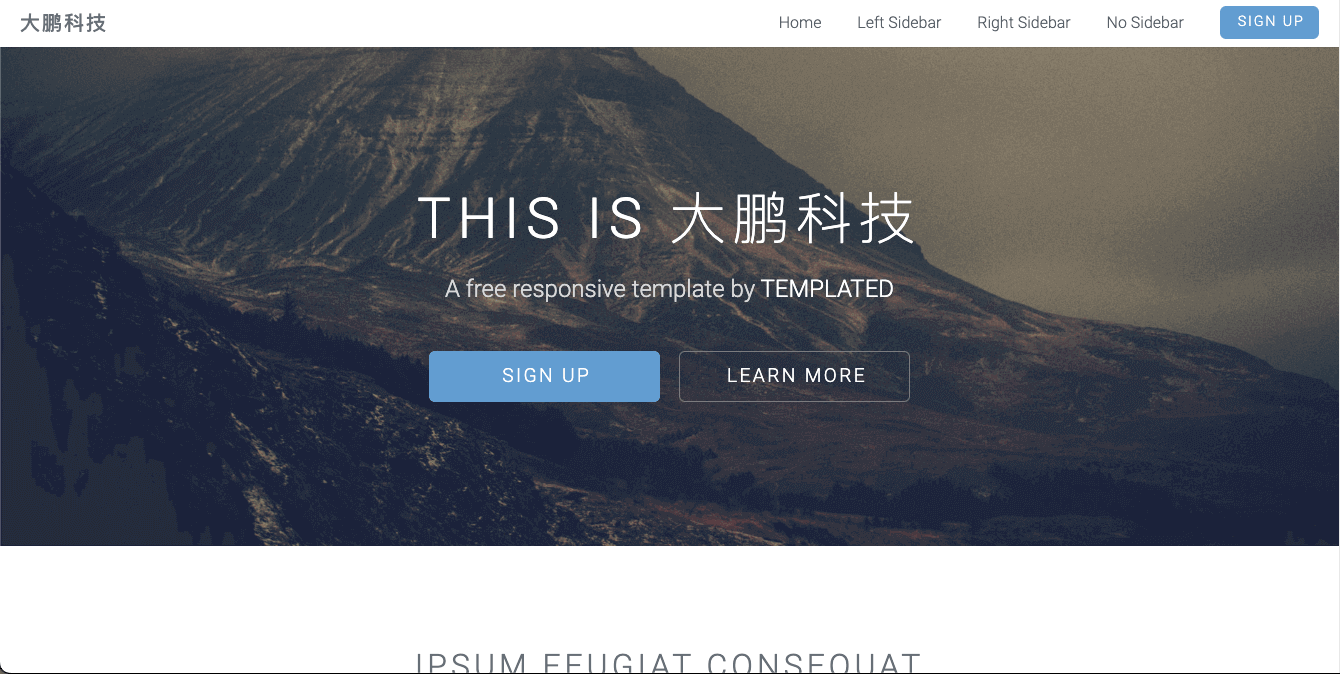 大鹏科技
Home Left Sidebar Right Sidebar No Sidebar SIGN UP
THIS IS 大鹏科技
A free responsive template by TEMPLATED
SIGN UP LEARN MORE
IPSUM FEUGIAT CONSEQUAT